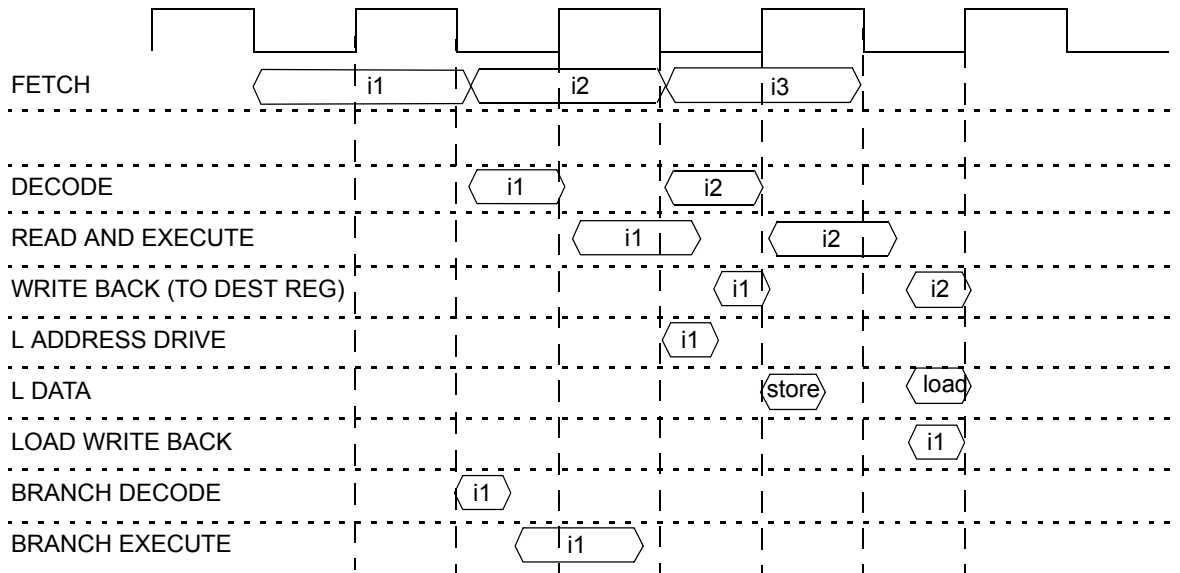 FETCH i1 i2 i3
DECODE i1 i2
READ AND EXECUTE i1 i2
WRITE BACK (TO DEST REG) i1 i2
L ADDRESS DRIVE i1
L DATA store load
LOAD WRITE BACK i1
BRANCH DECODE i1
BRANCH EXECUTE i1